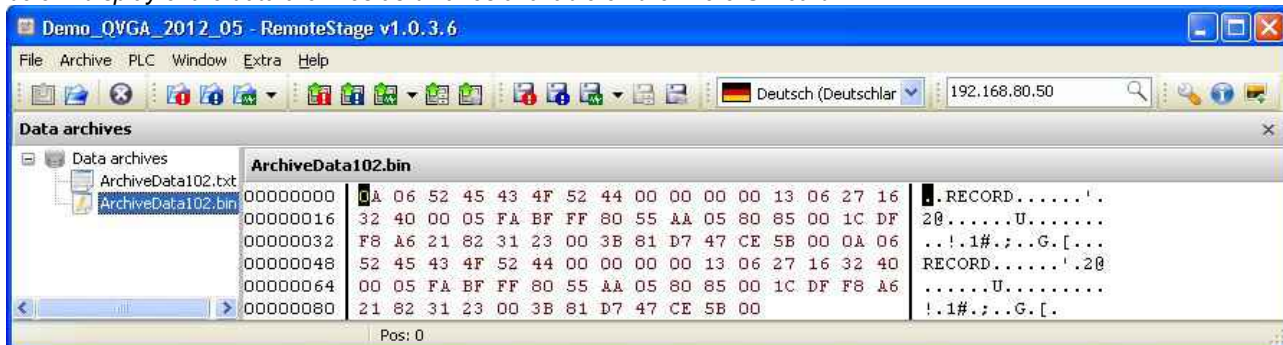 Demo_QVGA_2012_05 - RemoteStage v1.0.3.6
File Archive PLC Window Extra Help
Deutsch (Deutschlar 192.168.80.50
Data archives
Data archives
ArchiveData102.txt
ArchiveData102.bin
ArchiveData102.bin
00000000 0A 06 52 45 43 4F 52 44 00 00 00 00 13 06 27 16 ..RECORD......'.
00000016 32 40 00 05 FA BF FF 80 55 AA 05 80 85 00 1C DF 2@......U.......
00000032 F8 A6 21 82 31 23 00 3B 81 D7 47 CE 5B 00 0A 06 ..!.1#.;..G.[...
00000048 52 45 43 4F 52 44 00 00 00 00 13 06 27 16 32 40 RECORD......'.2@
00000064 00 05 FA BF FF 80 55 AA 05 80 85 00 1C DF F8 A6 ......U.........
00000080 21 82 31 23 00 3B 81 D7 47 CE 5B 00 !.1#.;..G.[.
Pos: 0